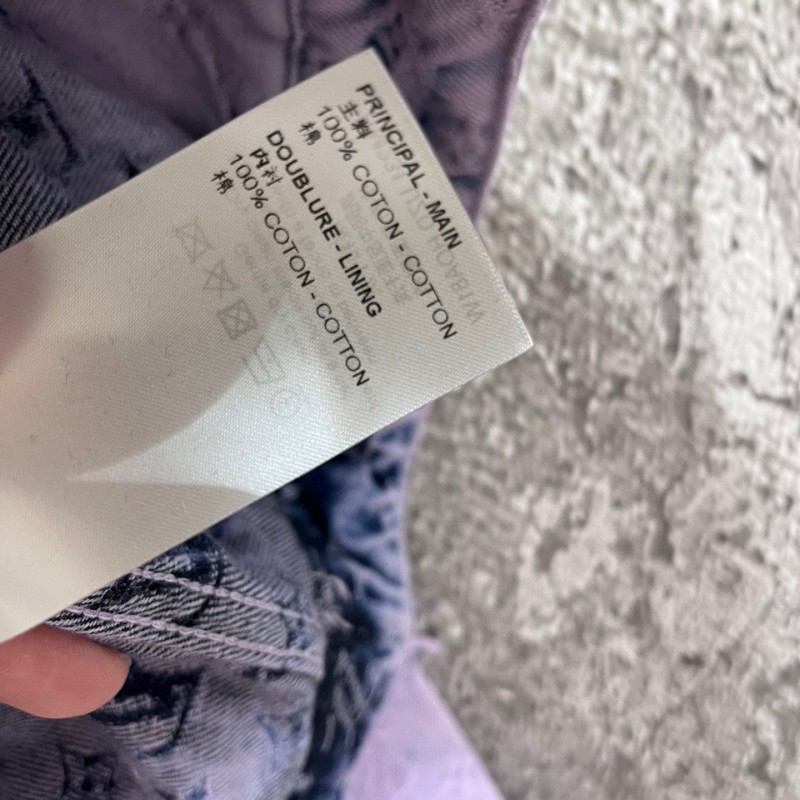 PRINCIPAL - MAIN
主料
100% COTON - COTTON
棉
DOUBLURE - LINING
内衬
100% COTON - COTTON
棉